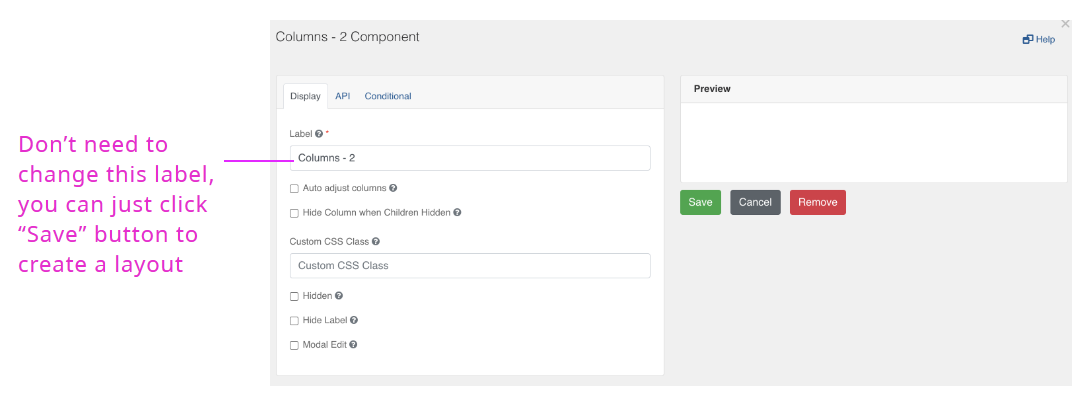 Columns - 2 Component
×
Help
Display API Conditional
Preview
Label *
Columns - 2
Auto adjust columns
Hide Column when Children Hidden
Custom CSS Class
Custom CSS Class
Hidden
Hide Label
Modal Edit
Save Cancel Remove
Don’t need to
change this label,
you can just click
“Save” button to
create a layout